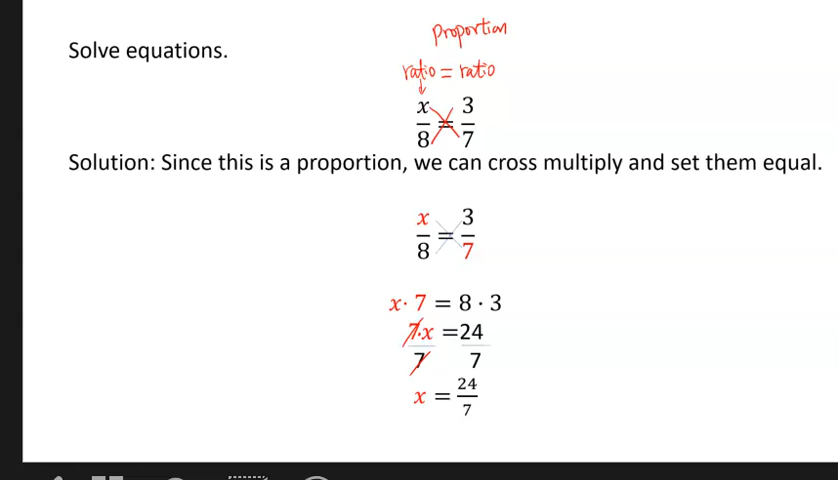 Proportion
Solve equations.
ratio = ratio
x/8 = 3/7
Solution: Since this is a proportion, we can cross multiply and set them equal.
x/8 = 3/7
x· 7 = 8 · 3
7·x =24
7 7
x = 24/7